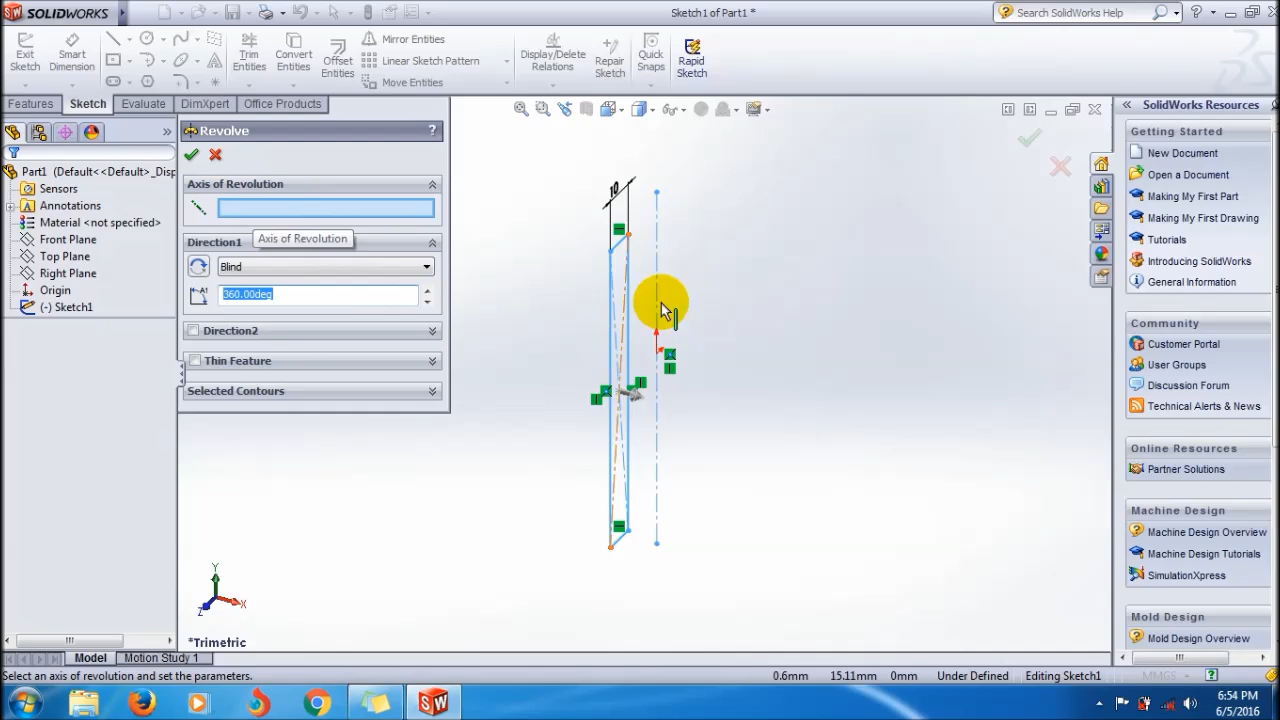 SOLIDWORKS
Sketch1 of Part1 *
Search SolidWorks Help
Exit Sketch
Smart Dimension
Trim Entities
Convert Entities
Offset Entities
Mirror Entities
Linear Sketch Pattern
Move Entities
Display/Delete Relations
Repair Sketch
Quick Snaps
Rapid Sketch
Features
Sketch
Evaluate
DimXpert
Office Products
Part1 (Default<<Default>_Disp
Sensors
Annotations
Material <not specified>
Front Plane
Top Plane
Right Plane
Origin
(-) Sketch1
Revolve
?
Axis of Revolution
Axis of Revolution
Direction1
Blind
360.00deg
Direction2
Thin Feature
Selected Contours
10
Y
X
Z
*Trimetric
SolidWorks Resources
Getting Started
New Document
Open a Document
Making My First Part
Making My First Drawing
Tutorials
Introducing SolidWorks
General Information
Community
Customer Portal
User Groups
Discussion Forum
Technical Alerts & News
Online Resources
Partner Solutions
Machine Design
Machine Design Overview
Machine Design Tutorials
SimulationXpress
Mold Design
Mold Design Overview
Model
Motion Study 1
Select an axis of revolution and set the parameters.
0.6mm
15.11mm
0mm
Under Defined
Editing Sketch1
MMGS
6:54 PM
6/5/2016